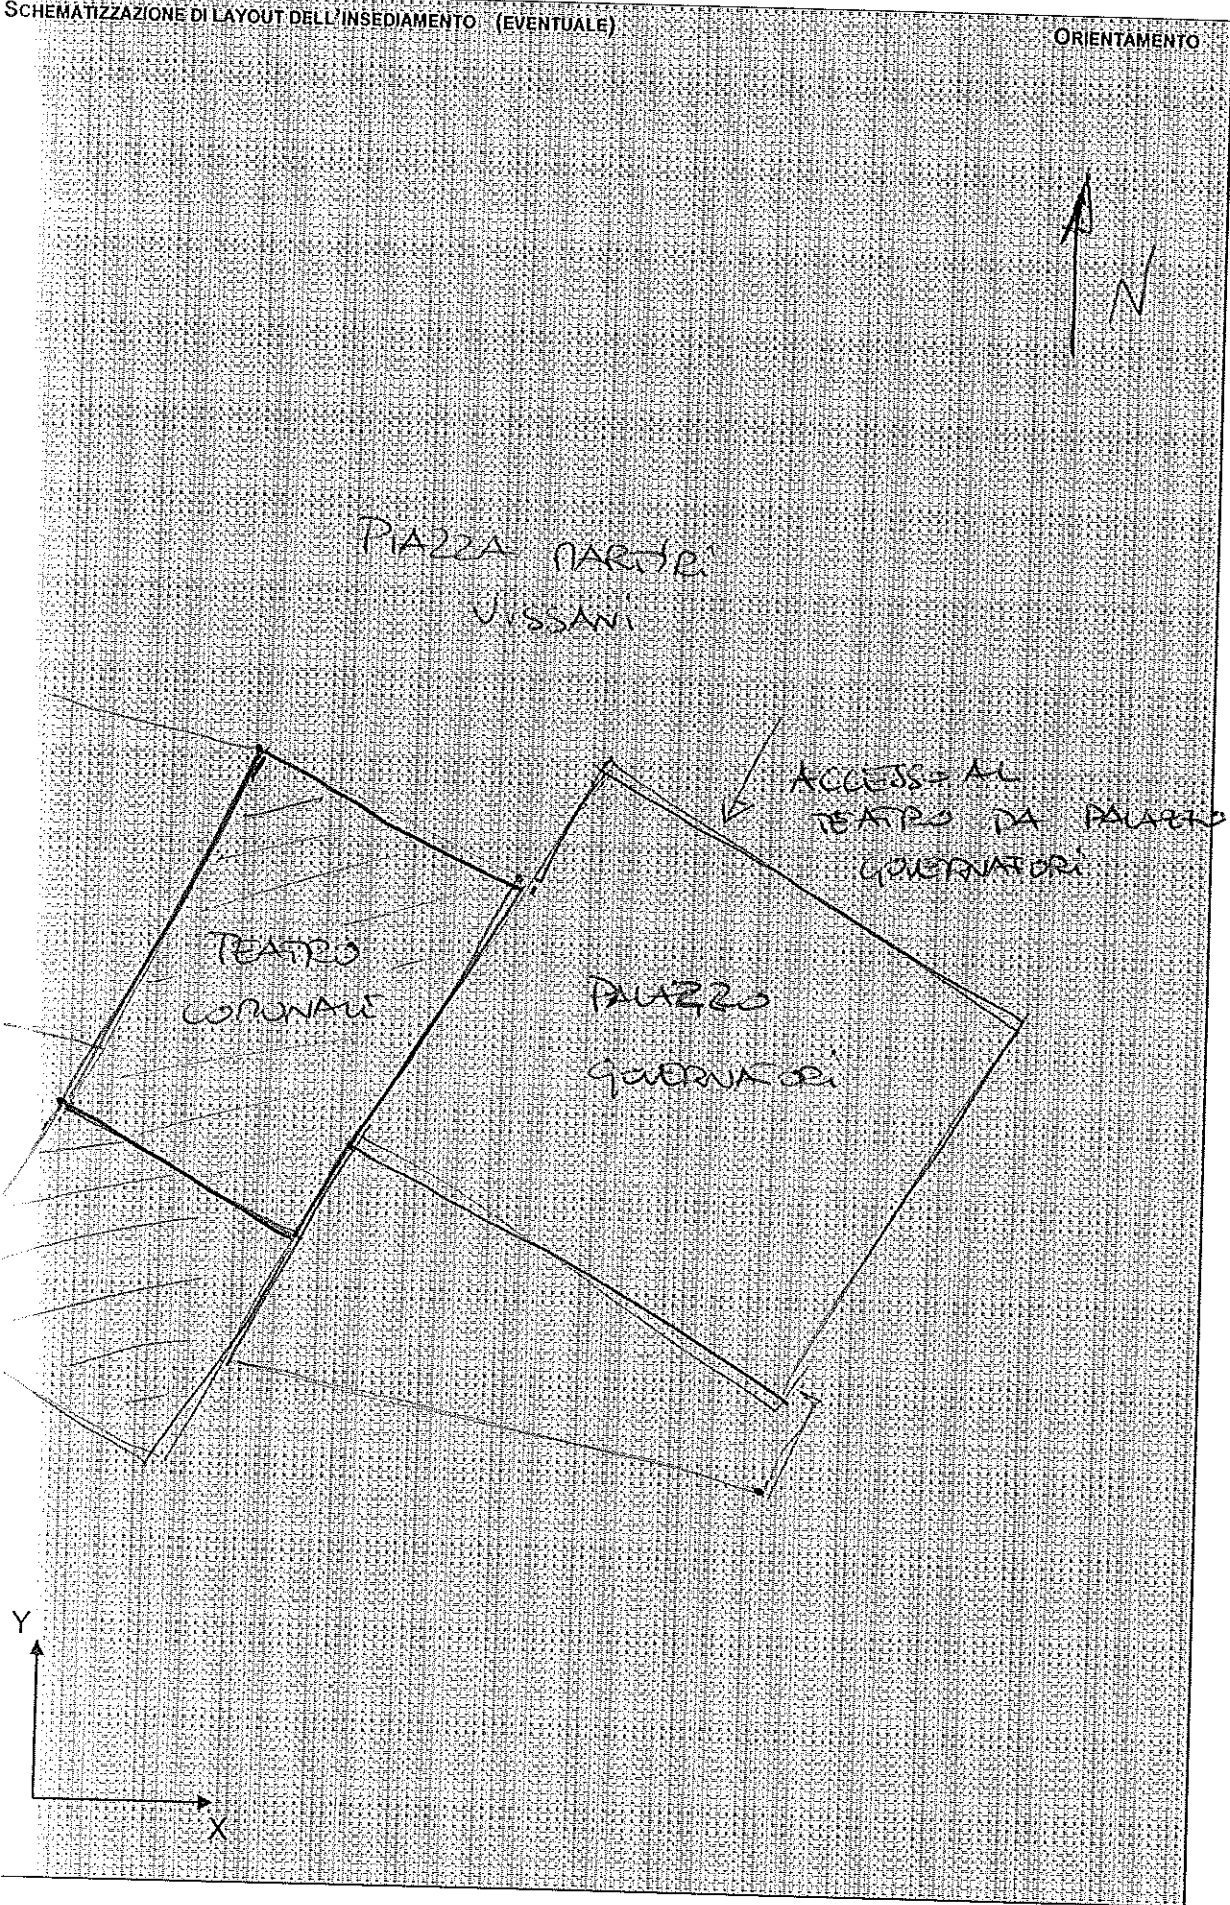 SCHEMATIZZAZIONE DI LAYOUT DELL'INSEDIAMENTO (EVENTUALE)
ORIENTAMENTO
N
PIAZZA MARTIRI
VISSANI
ACCESSO AL
TEATRO DA PALAZZO
GOVERNATORI
TEATRO
COMUNALE
PALAZZO
GOVERNATORI
Y
X